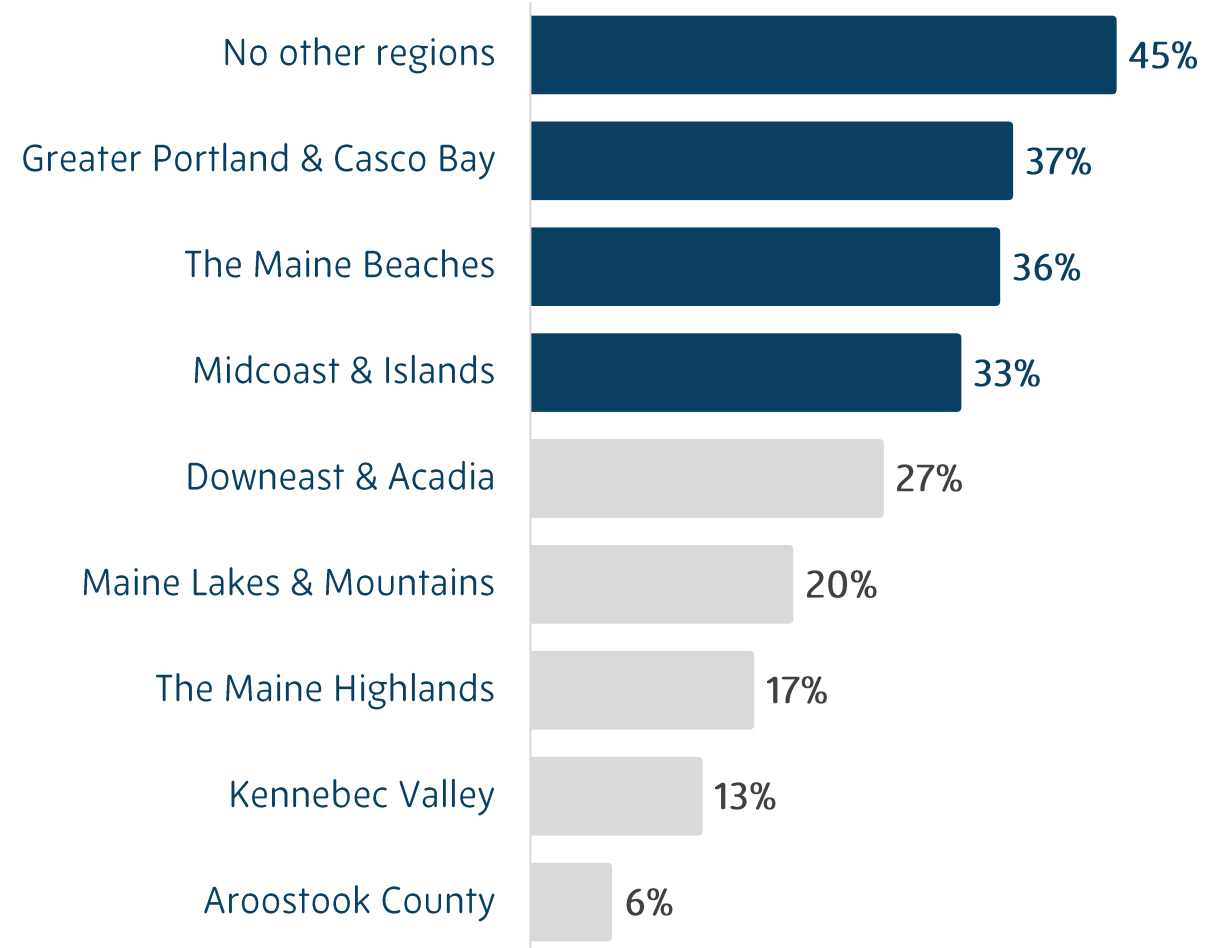 No other regions 45%
Greater Portland & Casco Bay 37%
The Maine Beaches 36%
Midcoast & Islands 33%
Downeast & Acadia 27%
Maine Lakes & Mountains 20%
The Maine Highlands 17%
Kennebec Valley 13%
Aroostook County 6%